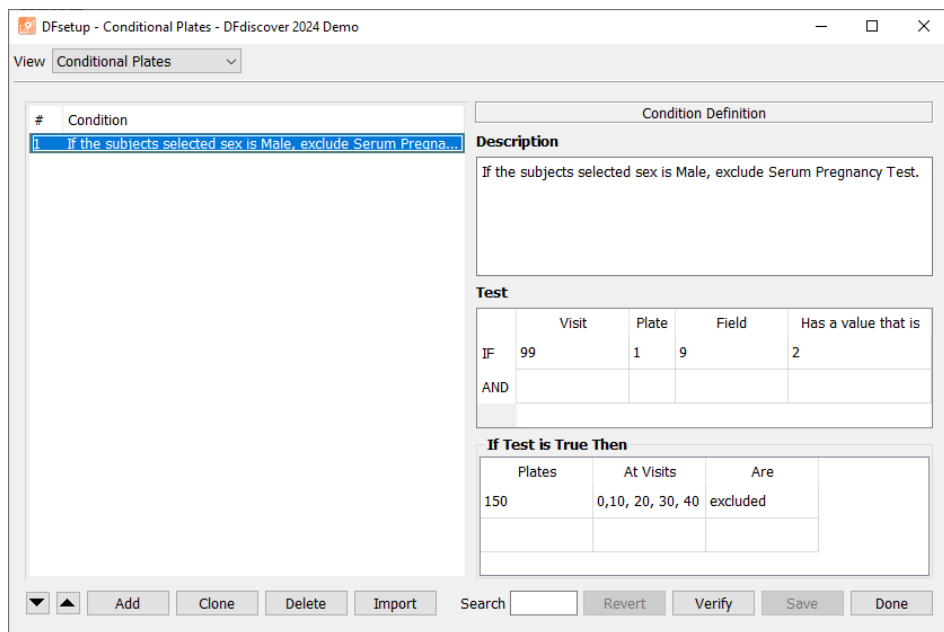 DFsetup - Conditional Plates - DFdiscover 2024 Demo
View Conditional Plates
# Condition
1 If the subjects selected sex is Male, exclude Serum Pregna...
Condition Definition
Description
If the subjects selected sex is Male, exclude Serum Pregnancy Test.
Test
Visit Plate Field Has a value that is
IF 99 1 9 2
AND
If Test is True Then
Plates At Visits Are
150 0,10, 20, 30, 40 excluded
Add Clone Delete Import Search Revert Verify Save Done